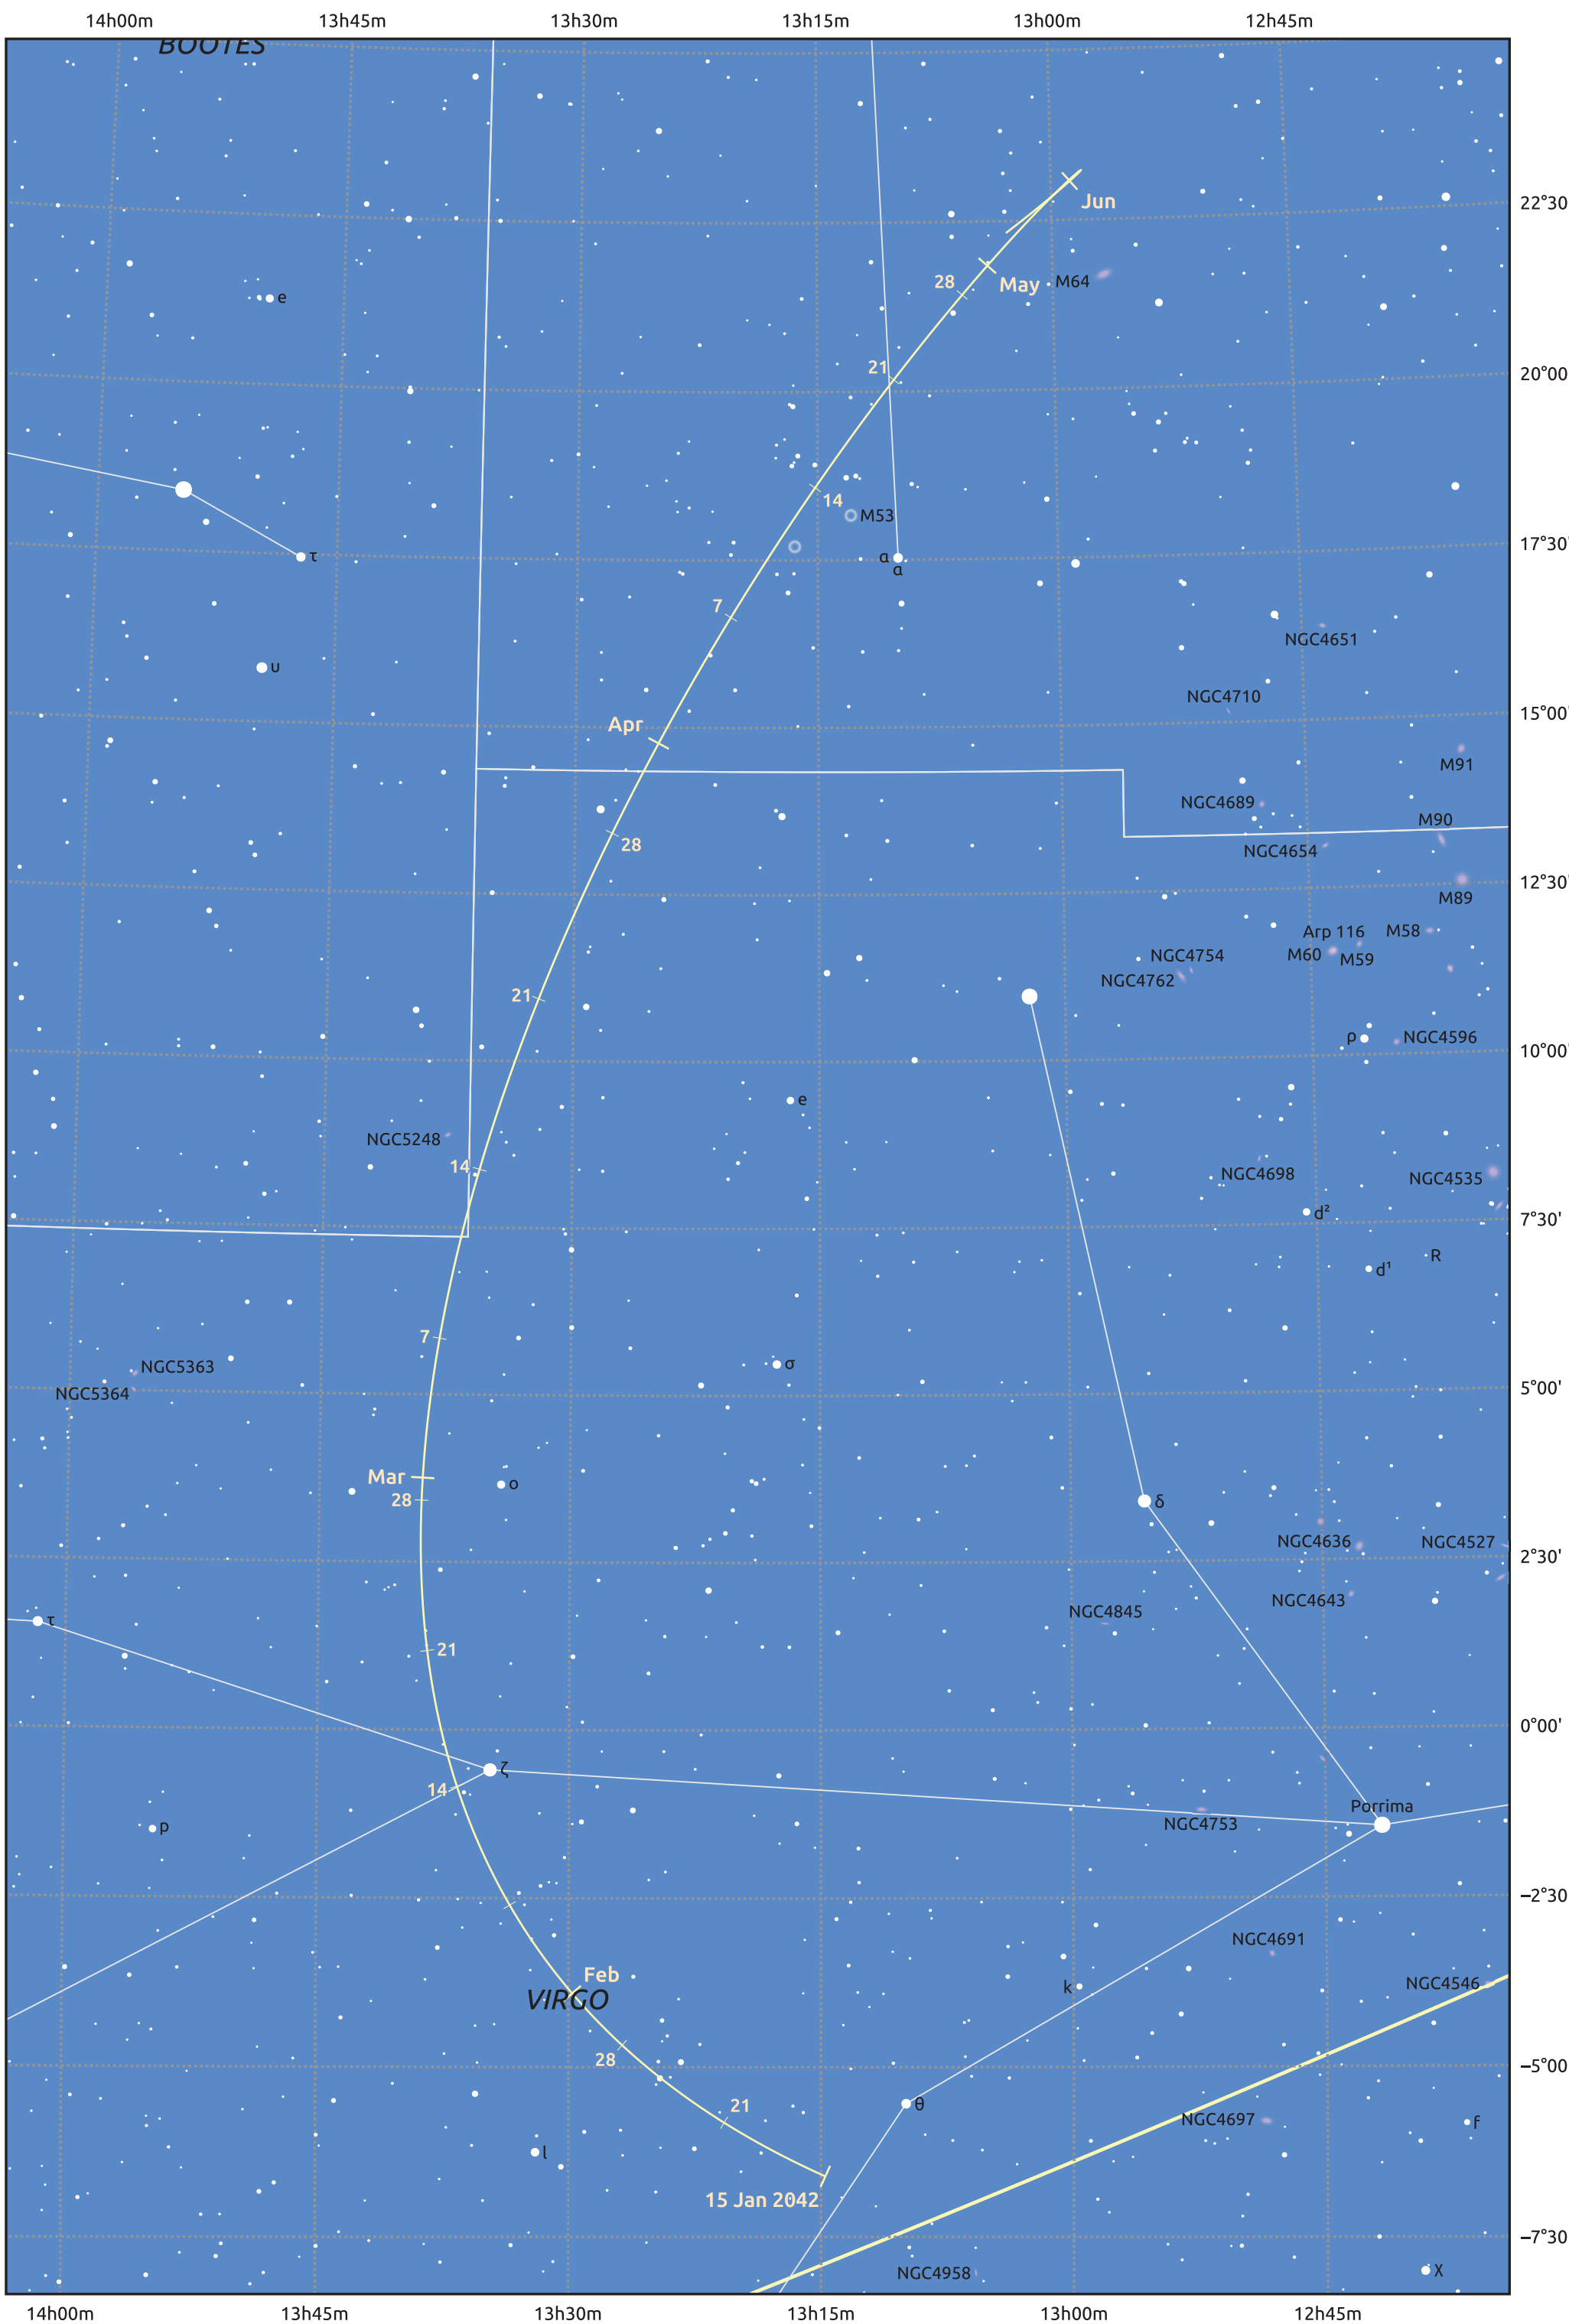 14h00m 13h45m 13h30m 13h15m 13h00m 12h45m
BOOTES
Jun
22°30
M64
28 May
e
21
20°00
14
M53
α
α
τ
17°30
7
NGC4651
υ
NGC4710
15°00'
Apr
M91
NGC4689
M90
28
NGC4654
12°30
M89
Arp 116 M58
NGC4754 M60 M59
NGC4762
21
ρ NGC4596
10°00'
e
NGC5248
14
NGC4698 NGC4535
d²
7°30'
R
d¹
7
σ
NGC5363
5°00'
NGC5364
Mar
o
28
δ
NGC4636 NGC4527
2°30'
NGC4643
NGC4845
τ
21
0°00'
ζ
14
Porrima
p
NGC4753
−2°30
NGC4691
Feb
k
NGC4546
VIRGO
28
−5°00
θ
21
NGC4697
f
l
15 Jan 2042
−7°30
NGC4958
χ
14h00m 13h45m 13h30m 13h15m 13h00m 12h45m